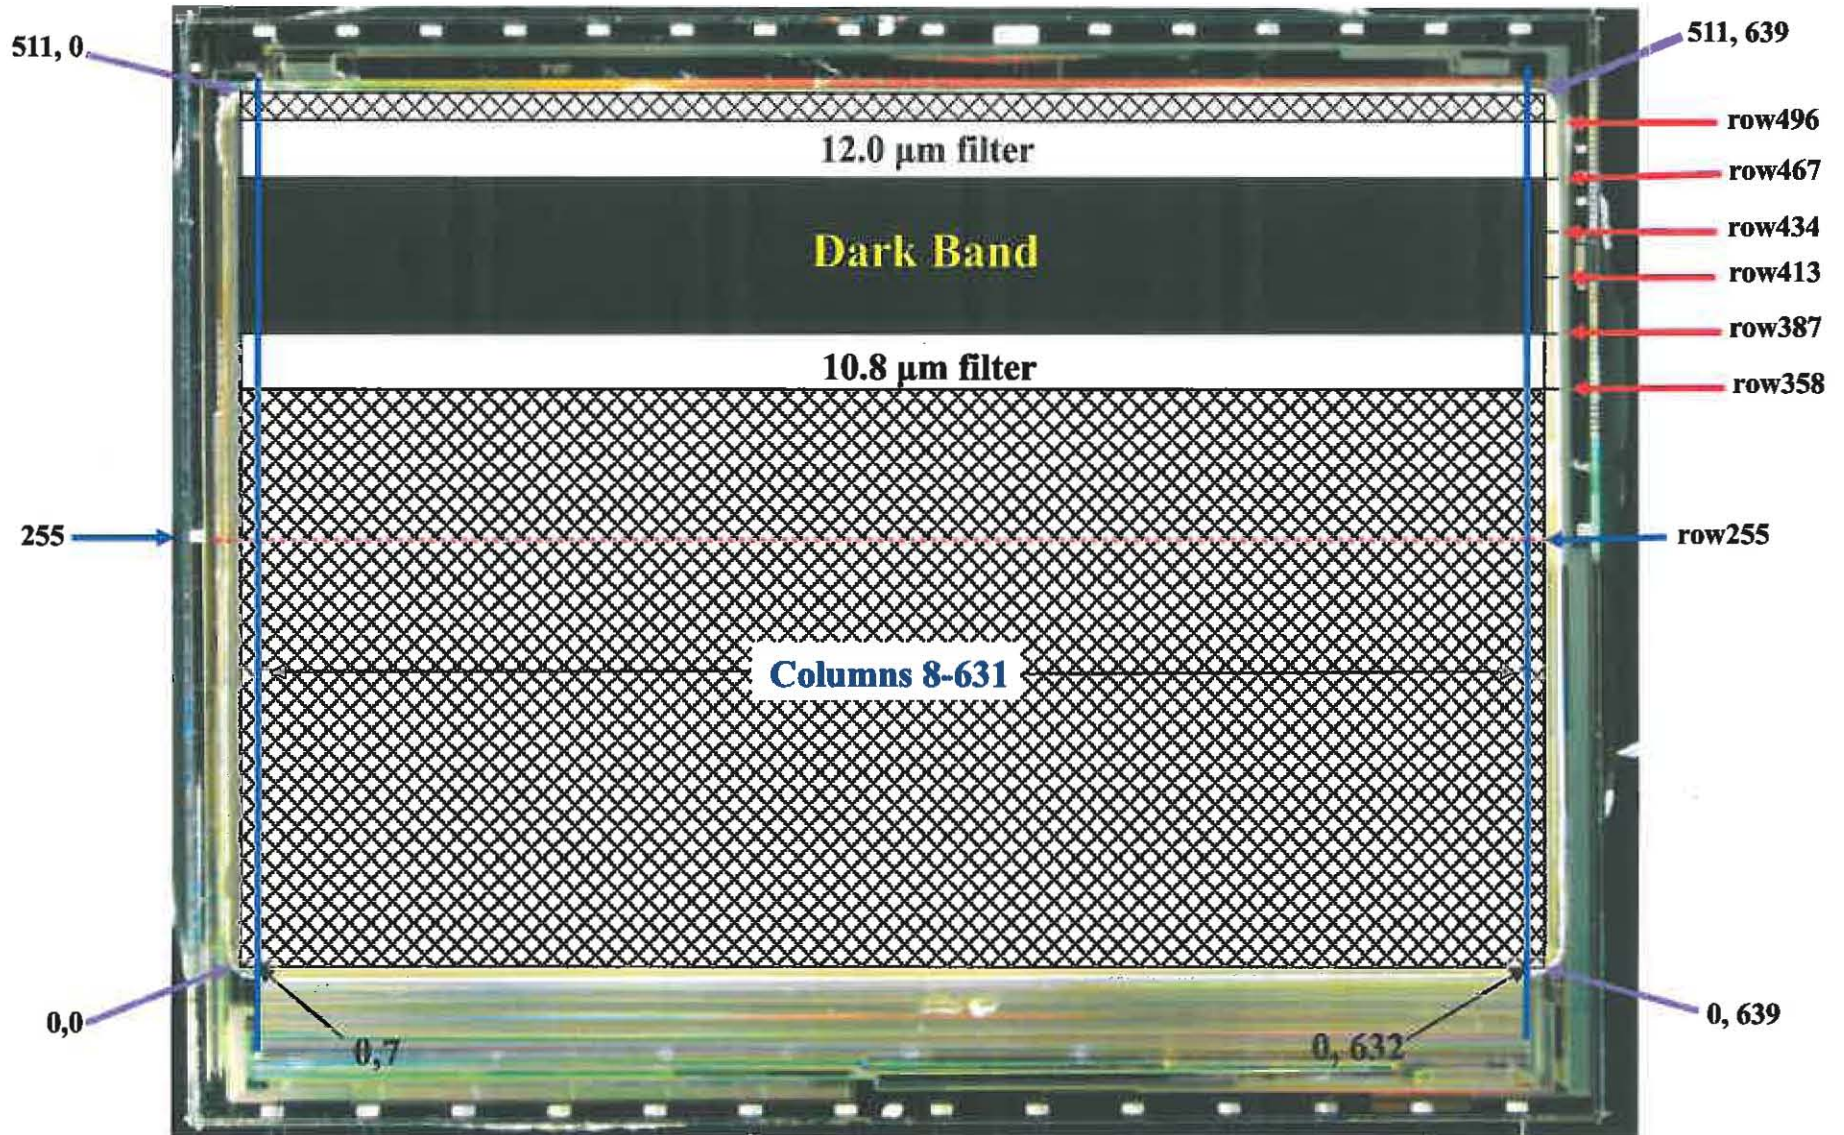 511, 0
511, 639
row496
12.0 µm filter
row467
row434
Dark Band
row413
row387
10.8 µm filter
row358
255
row255
Columns 8-631
0,0
0, 639
0,7
0, 632